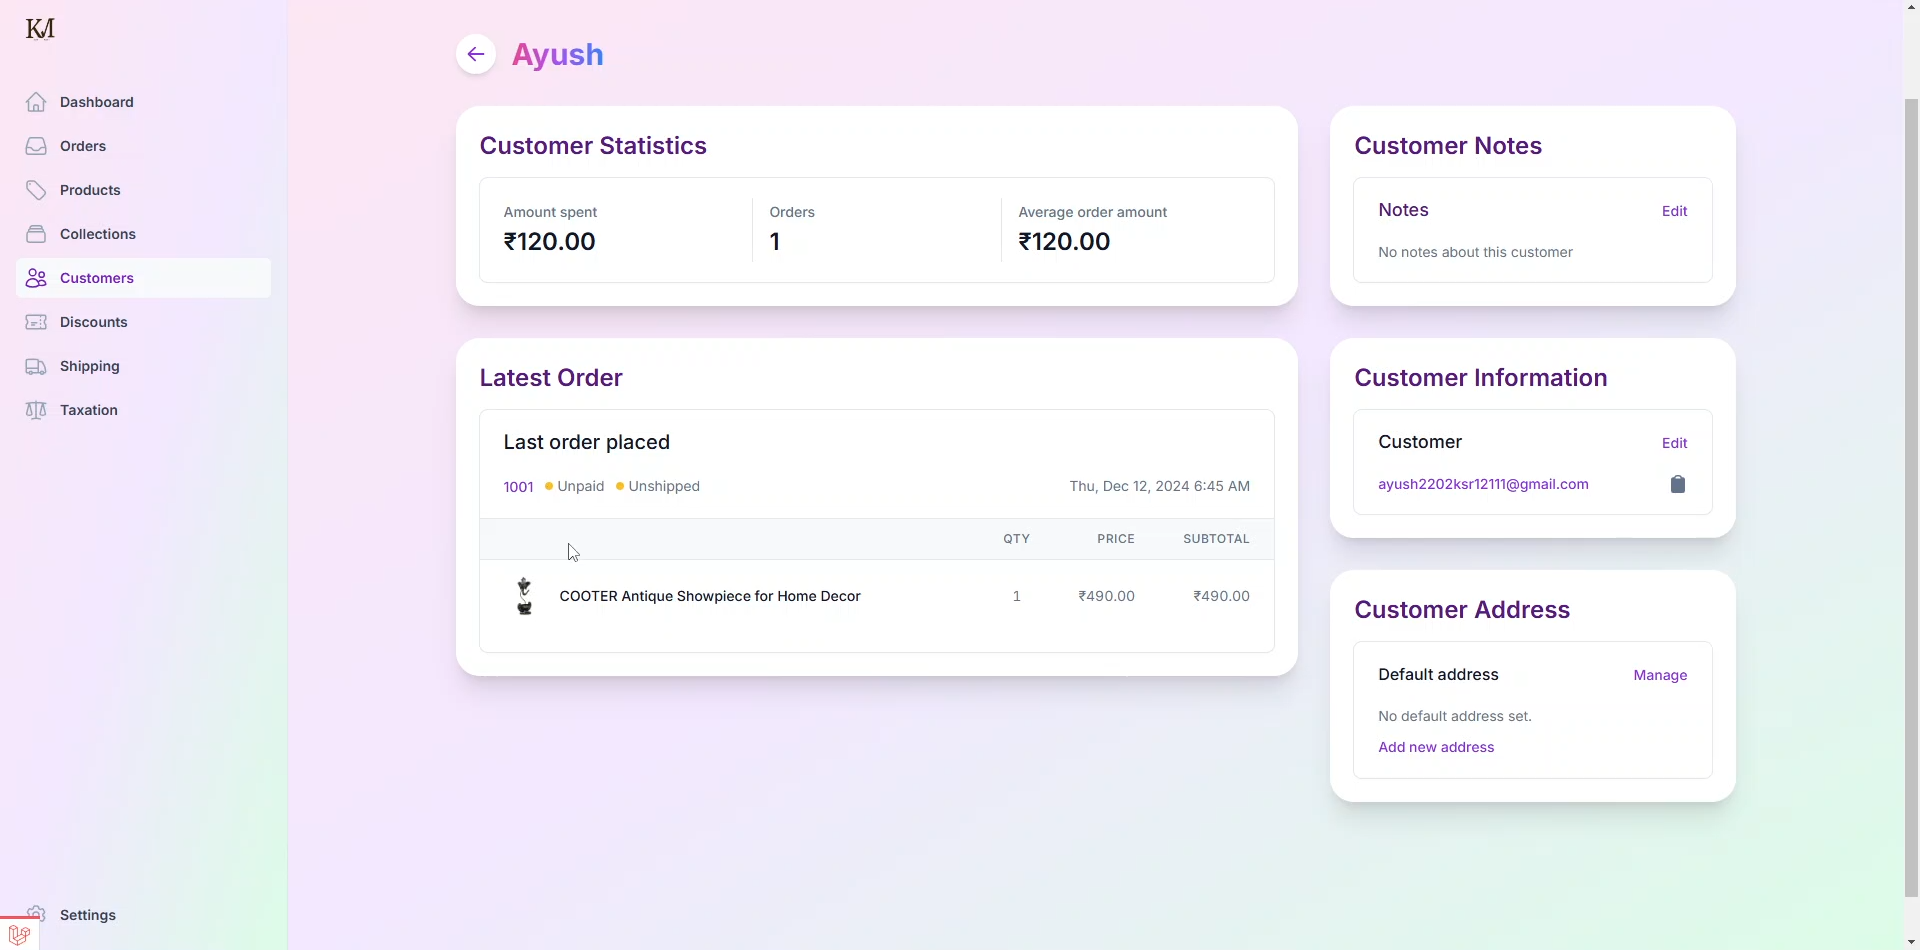 KM
Dashboard
Orders
Products
Collections
Customers
Discounts
Shipping
Taxation
Settings
Ayush
Customer Statistics
Amount spent
₹120.00
Orders
1
Average order amount
₹120.00
Latest Order
Last order placed
1001 Unpaid Unshipped Thu, Dec 12, 2024 6:45 AM
QTY PRICE SUBTOTAL
COOTER Antique Showpiece for Home Decor 1 ₹490.00 ₹490.00
Customer Notes
Notes Edit
No notes about this customer
Customer Information
Customer Edit
ayush2202ksr12111@gmail.com
Customer Address
Default address Manage
No default address set.
Add new address